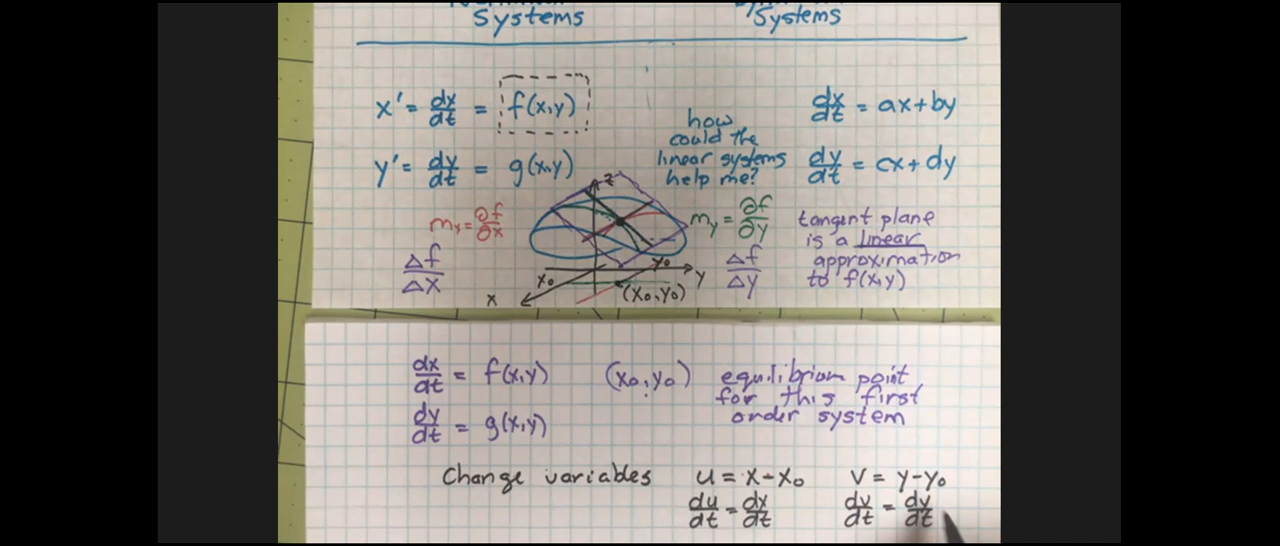 Systems Systems
x' = dx/dt = f(x,y)
dx/dt = ax+by
y' = dy/dt = g(x,y)
dy/dt = cx+dy
how
could the
linear systems
help me?
z
my = ∂f/∂x
my = ∂f/∂y
Δf/Δx
Δf/Δy
tangent plane
is a linear
approximation
to f(x,y)
x₀
y₀
y
x
(x₀,y₀)
dx/dt = f(x,y)
dy/dt = g(x,y)
(x₀,y₀)
equilibrium point
for this first
order system
Change variables u = x-x₀ v = y-y₀
du/dt = dx/dt dv/dt = dy/dt